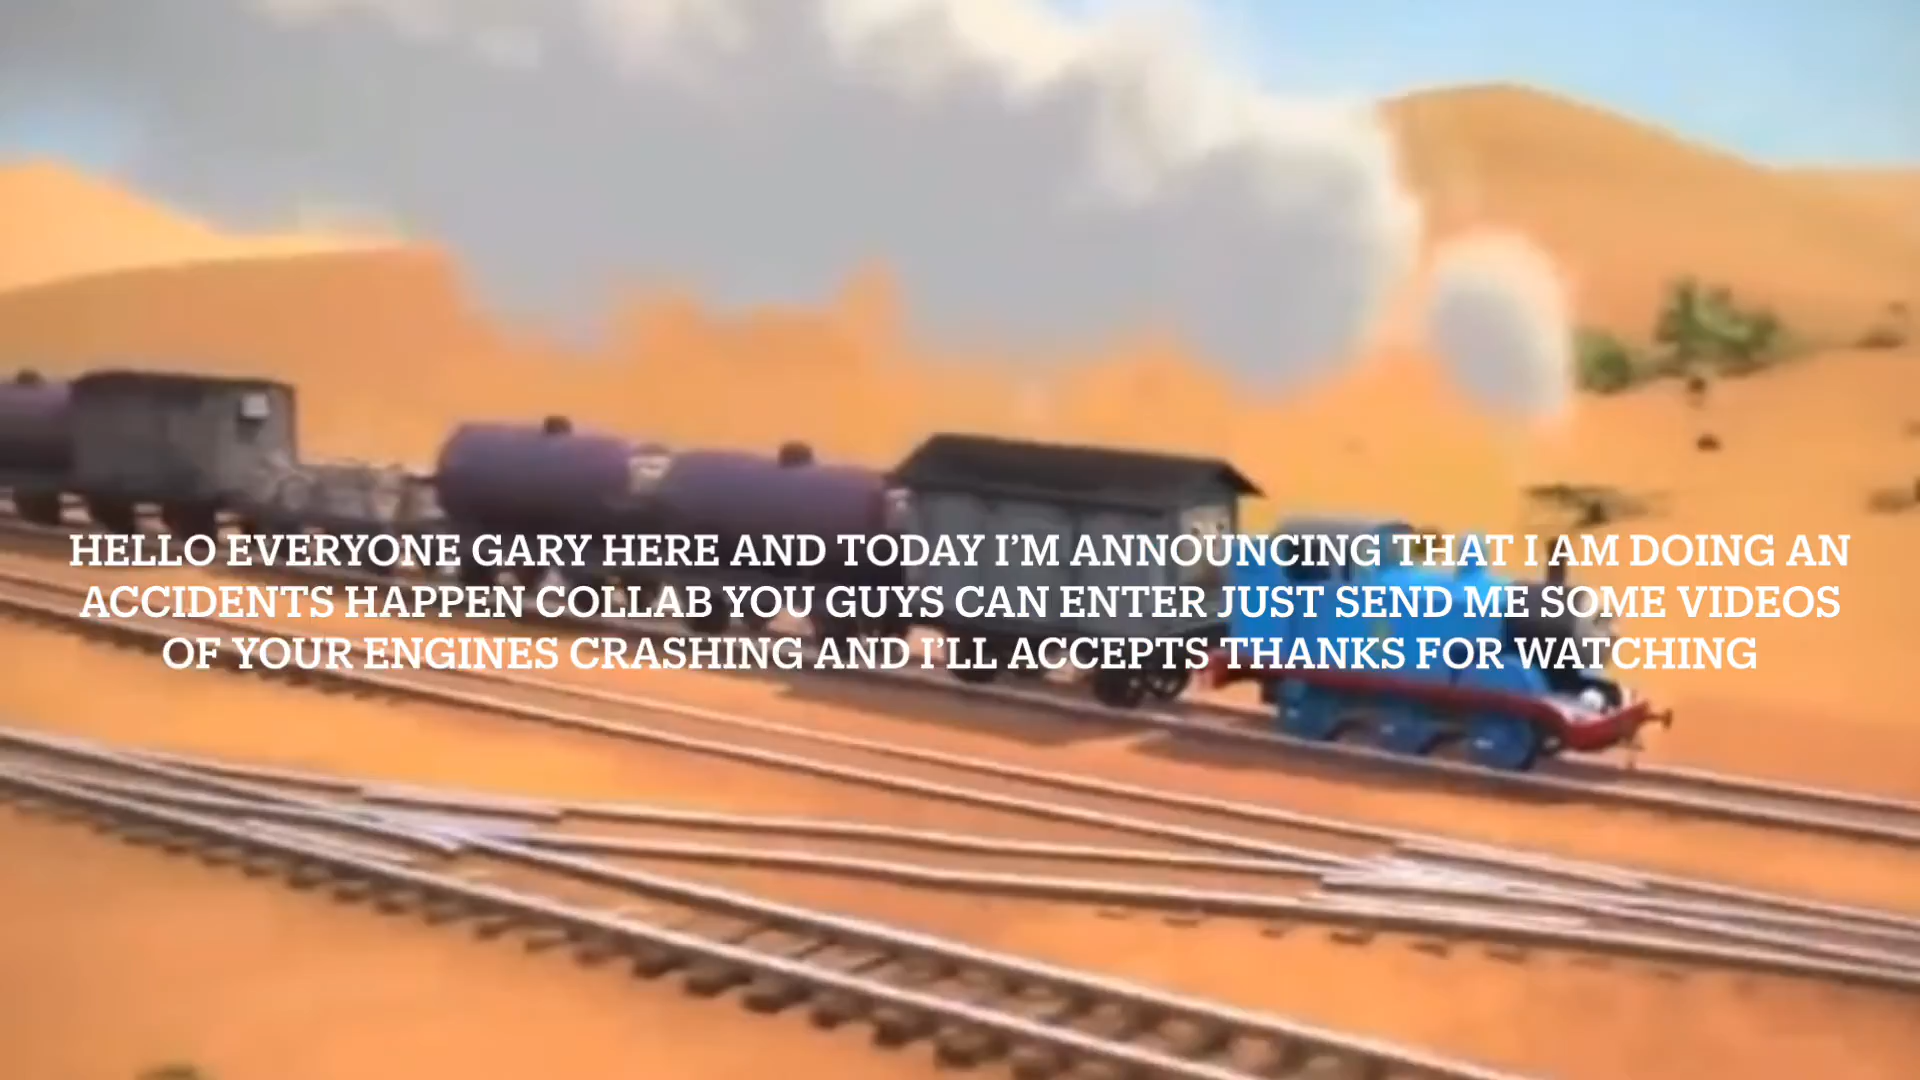 HELLO EVERYONE GARY HERE AND TODAY I’M ANNOUNCING THAT I AM DOING AN
ACCIDENTS HAPPEN COLLAB YOU GUYS CAN ENTER JUST SEND ME SOME VIDEOS
OF YOUR ENGINES CRASHING AND I’LL ACCEPTS THANKS FOR WATCHING